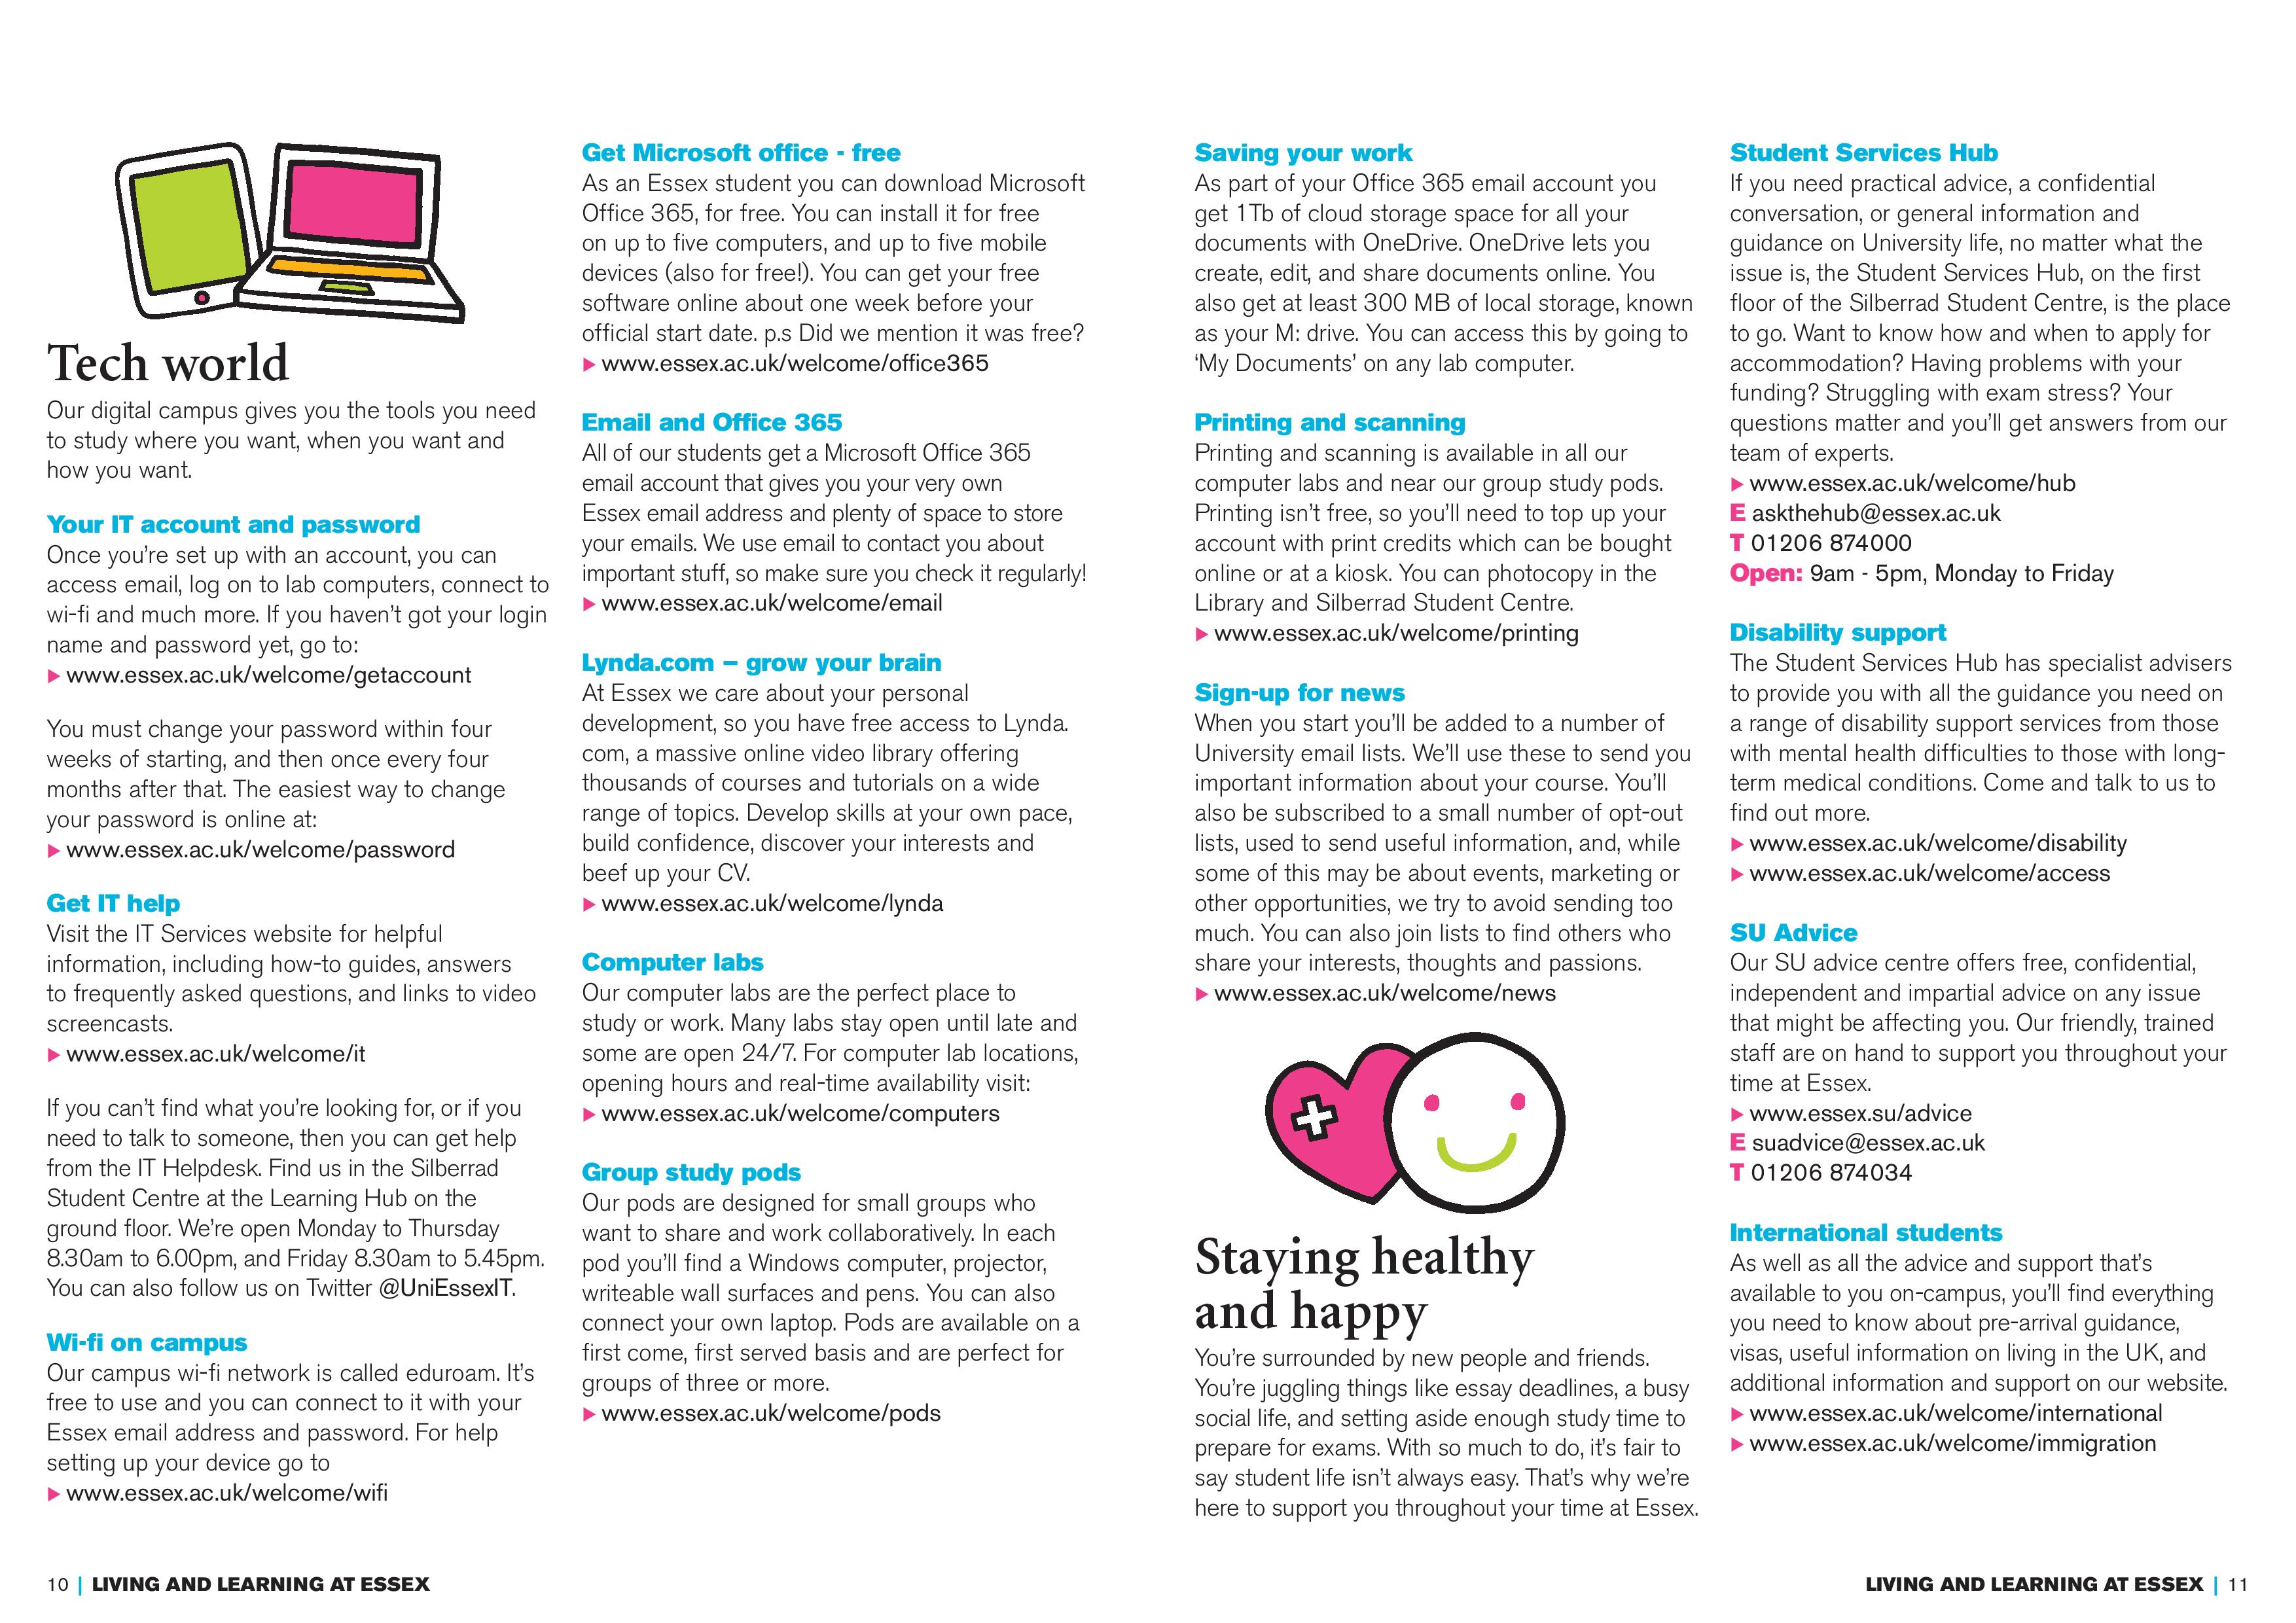 Tech world
Our digital campus gives you the tools you need
to study where you want, when you want and
how you want.
Your IT account and password
Once you’re set up with an account, you can
access email, log on to lab computers, connect to
wi-fi and much more. If you haven’t got your login
name and password yet, go to:
▶ www.essex.ac.uk/welcome/getaccount
You must change your password within four
weeks of starting, and then once every four
months after that. The easiest way to change
your password is online at:
▶ www.essex.ac.uk/welcome/password
Get IT help
Visit the IT Services website for helpful
information, including how-to guides, answers
to frequently asked questions, and links to video
screencasts.
▶ www.essex.ac.uk/welcome/it
If you can’t find what you’re looking for, or if you
need to talk to someone, then you can get help
from the IT Helpdesk. Find us in the Silberrad
Student Centre at the Learning Hub on the
ground floor. We’re open Monday to Thursday
8.30am to 6.00pm, and Friday 8.30am to 5.45pm.
You can also follow us on Twitter @UniEssexIT.
Wi-fi on campus
Our campus wi-fi network is called eduroam. It’s
free to use and you can connect to it with your
Essex email address and password. For help
setting up your device go to
▶ www.essex.ac.uk/welcome/wifi
Get Microsoft office - free
As an Essex student you can download Microsoft
Office 365, for free. You can install it for free
on up to five computers, and up to five mobile
devices (also for free!). You can get your free
software online about one week before your
official start date. p.s Did we mention it was free?
▶ www.essex.ac.uk/welcome/office365
Email and Office 365
All of our students get a Microsoft Office 365
email account that gives you your very own
Essex email address and plenty of space to store
your emails. We use email to contact you about
important stuff, so make sure you check it regularly!
▶ www.essex.ac.uk/welcome/email
Lynda.com – grow your brain
At Essex we care about your personal
development, so you have free access to Lynda.
com, a massive online video library offering
thousands of courses and tutorials on a wide
range of topics. Develop skills at your own pace,
build confidence, discover your interests and
beef up your CV.
▶ www.essex.ac.uk/welcome/lynda
Computer labs
Our computer labs are the perfect place to
study or work. Many labs stay open until late and
some are open 24/7. For computer lab locations,
opening hours and real-time availability visit:
▶ www.essex.ac.uk/welcome/computers
Group study pods
Our pods are designed for small groups who
want to share and work collaboratively. In each
pod you’ll find a Windows computer, projector,
writeable wall surfaces and pens. You can also
connect your own laptop. Pods are available on a
first come, first served basis and are perfect for
groups of three or more.
▶ www.essex.ac.uk/welcome/pods
10 | LIVING AND LEARNING AT ESSEX
Saving your work
As part of your Office 365 email account you
get 1Tb of cloud storage space for all your
documents with OneDrive. OneDrive lets you
create, edit, and share documents online. You
also get at least 300 MB of local storage, known
as your M: drive. You can access this by going to
‘My Documents’ on any lab computer.
Printing and scanning
Printing and scanning is available in all our
computer labs and near our group study pods.
Printing isn’t free, so you’ll need to top up your
account with print credits which can be bought
online or at a kiosk. You can photocopy in the
Library and Silberrad Student Centre.
▶ www.essex.ac.uk/welcome/printing
Sign-up for news
When you start you’ll be added to a number of
University email lists. We’ll use these to send you
important information about your course. You’ll
also be subscribed to a small number of opt-out
lists, used to send useful information, and, while
some of this may be about events, marketing or
other opportunities, we try to avoid sending too
much. You can also join lists to find others who
share your interests, thoughts and passions.
▶ www.essex.ac.uk/welcome/news
Staying healthy
and happy
You’re surrounded by new people and friends.
You’re juggling things like essay deadlines, a busy
social life, and setting aside enough study time to
prepare for exams. With so much to do, it’s fair to
say student life isn’t always easy. That’s why we’re
here to support you throughout your time at Essex.
Student Services Hub
If you need practical advice, a confidential
conversation, or general information and
guidance on University life, no matter what the
issue is, the Student Services Hub, on the first
floor of the Silberrad Student Centre, is the place
to go. Want to know how and when to apply for
accommodation? Having problems with your
funding? Struggling with exam stress? Your
questions matter and you’ll get answers from our
team of experts.
▶ www.essex.ac.uk/welcome/hub
E askthehub@essex.ac.uk
T 01206 874000
Open: 9am - 5pm, Monday to Friday
Disability support
The Student Services Hub has specialist advisers
to provide you with all the guidance you need on
a range of disability support services from those
with mental health difficulties to those with long-
term medical conditions. Come and talk to us to
find out more.
▶ www.essex.ac.uk/welcome/disability
▶ www.essex.ac.uk/welcome/access
SU Advice
Our SU advice centre offers free, confidential,
independent and impartial advice on any issue
that might be affecting you. Our friendly, trained
staff are on hand to support you throughout your
time at Essex.
▶ www.essex.su/advice
E suadvice@essex.ac.uk
T 01206 874034
International students
As well as all the advice and support that’s
available to you on-campus, you’ll find everything
you need to know about pre-arrival guidance,
visas, useful information on living in the UK, and
additional information and support on our website.
▶ www.essex.ac.uk/welcome/international
▶ www.essex.ac.uk/welcome/immigration
LIVING AND LEARNING AT ESSEX | 11